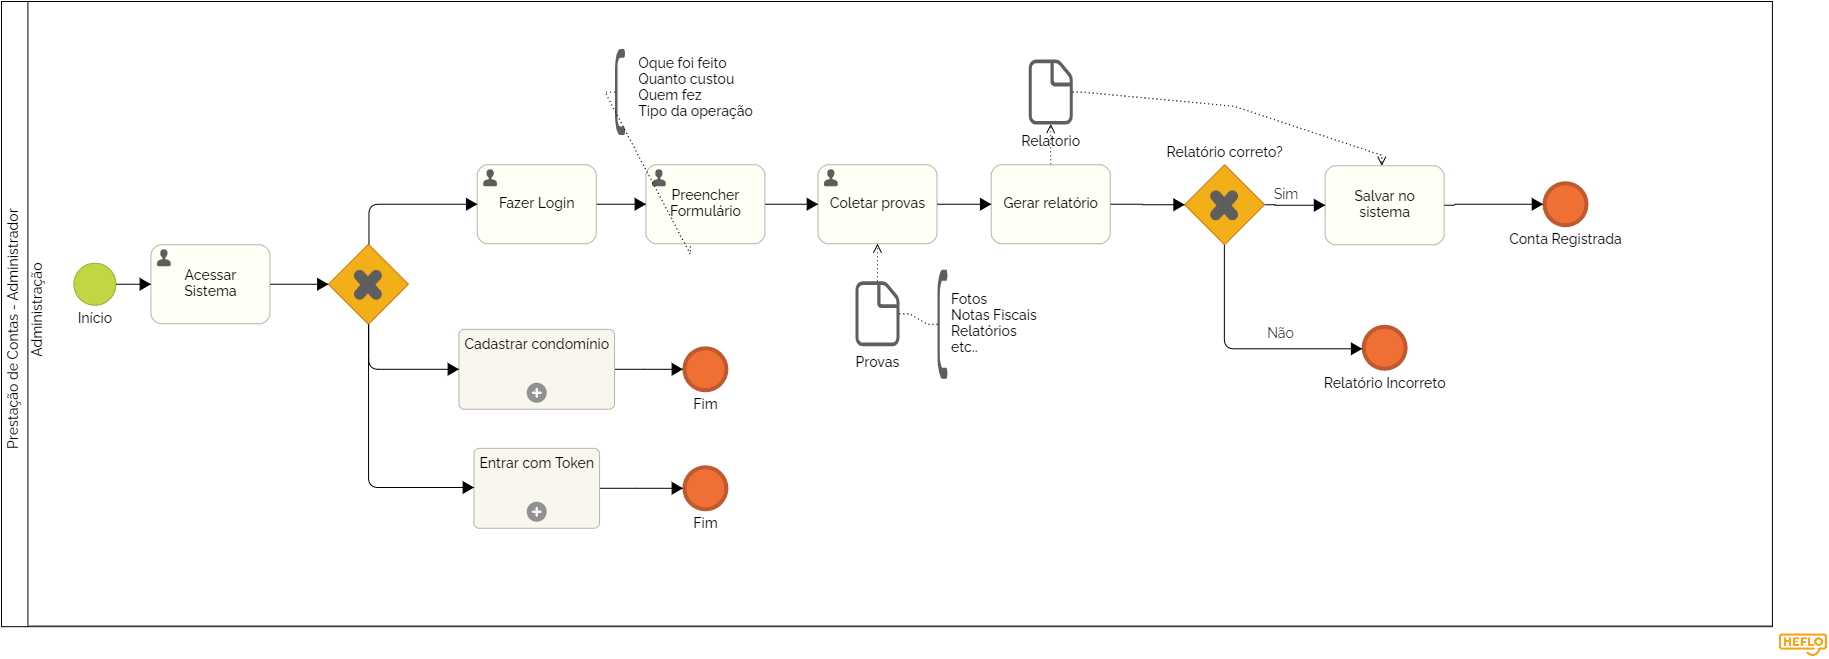 Prestação de Contas - Administrador
Administração
Início
Acessar
Sistema
Fazer Login
Oque foi feito
Quanto custou
Quem fez
Tipo da operação
Preencher
Formulário
Coletar provas
Provas
Fotos
Notas Fiscais
Relatórios
etc..
Gerar relatório
Relatorio
Relatório correto?
Sim
Salvar no
sistema
Conta Registrada
Não
Relatório Incorreto
Cadastrar condomínio
Fim
Entrar com Token
Fim
HEFLO